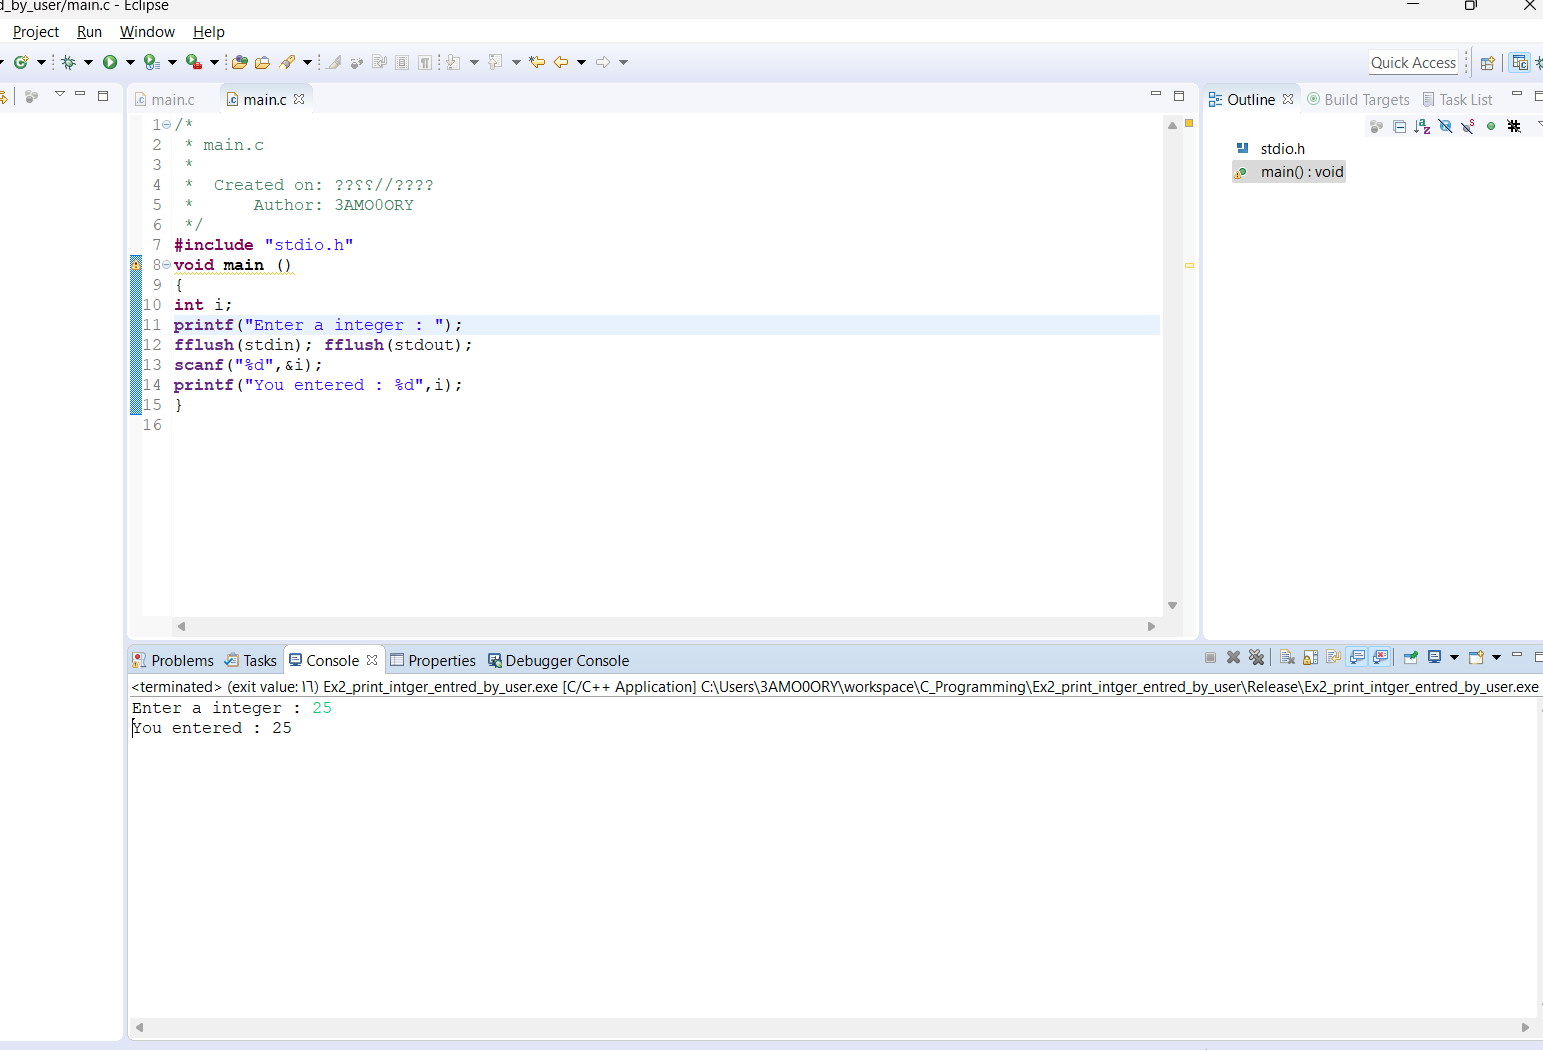 d_by_user/main.c - Eclipse
Project Run Window Help
Quick Access
main.c main.c
Outline Build Targets Task List
stdio.h
main() : void
1 /*
2 * main.c
3 *
4 * Created on: ??؟؟//????
5 * Author: 3AMO0ORY
6 */
7 #include "stdio.h"
8 void main ()
9 {
10 int i;
11 printf("Enter a integer : ");
12 fflush(stdin); fflush(stdout);
13 scanf("%d",&i);
14 printf("You entered : %d",i);
15 }
16
Problems Tasks Console Properties Debugger Console
<terminated> (exit value: ١٦) Ex2_print_intger_entred_by_user.exe [C/C++ Application] C:\Users\3AMO0ORY\workspace\C_Programming\Ex2_print_intger_entred_by_user\Release\Ex2_print_intger_entred_by_user.exe
Enter a integer : 25
You entered : 25